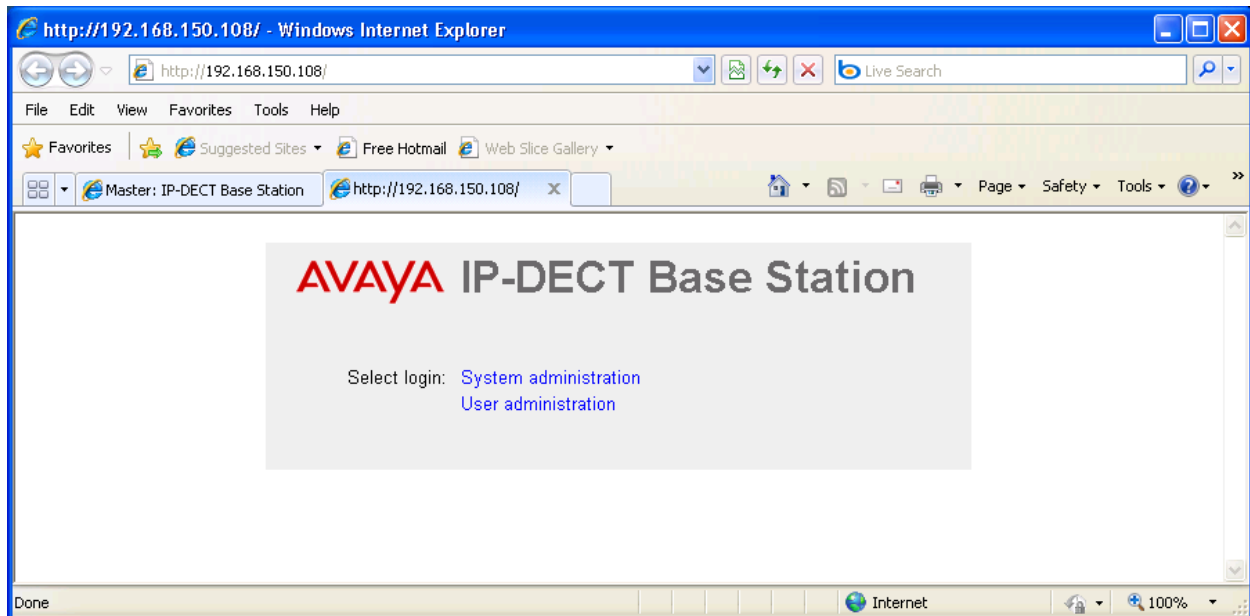 http://192.168.150.108/ - Windows Internet Explorer
http://192.168.150.108/ Live Search
File Edit View Favorites Tools Help
Favorites Suggested Sites Free Hotmail Web Slice Gallery
Master: IP-DECT Base Station http://192.168.150.108/ Page Safety Tools »
AVAYA IP-DECT Base Station
Select login: System administration
User administration
Done Internet 100%